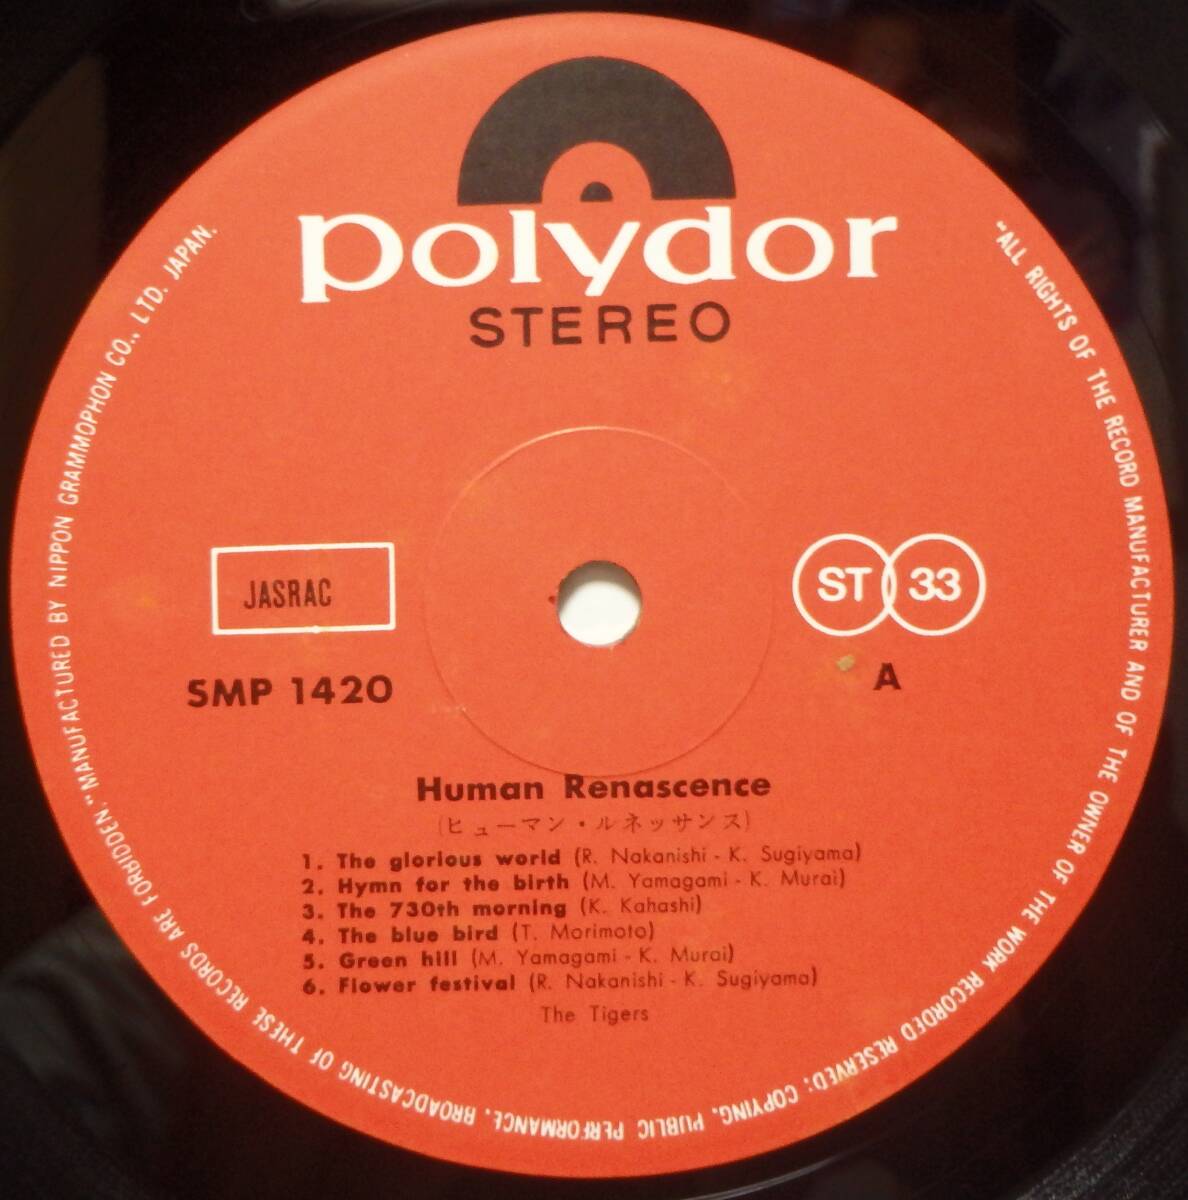 polydor
STEREO
JASRAC
ST 33
SMP 1420
A
Human Renascence
(ヒューマン・ルネッサンス)
1. The glorious world (R. Nakanishi - K. Sugiyama)
2. Hymn for the birth (M. Yamagami - K. Murai)
3. The 730th morning (K. Kahashi)
4. The blue bird (T. Morimoto)
5. Green hill (M. Yamagami - K. Murai)
6. Flower festival (R. Nakanishi - K. Sugiyama)
The Tigers
"ALL RIGHTS OF THE RECORD MANUFACTURER AND OF THE OWNER OF THE WORK RECORDED RESERVED: COPYING, PUBLIC PERFORMANCE, BROADCASTING OF THESE RECORDS ARE FORBIDDEN." MANUFACTURED BY NIPPON GRAMMOPHON CO., LTD. JAPAN.